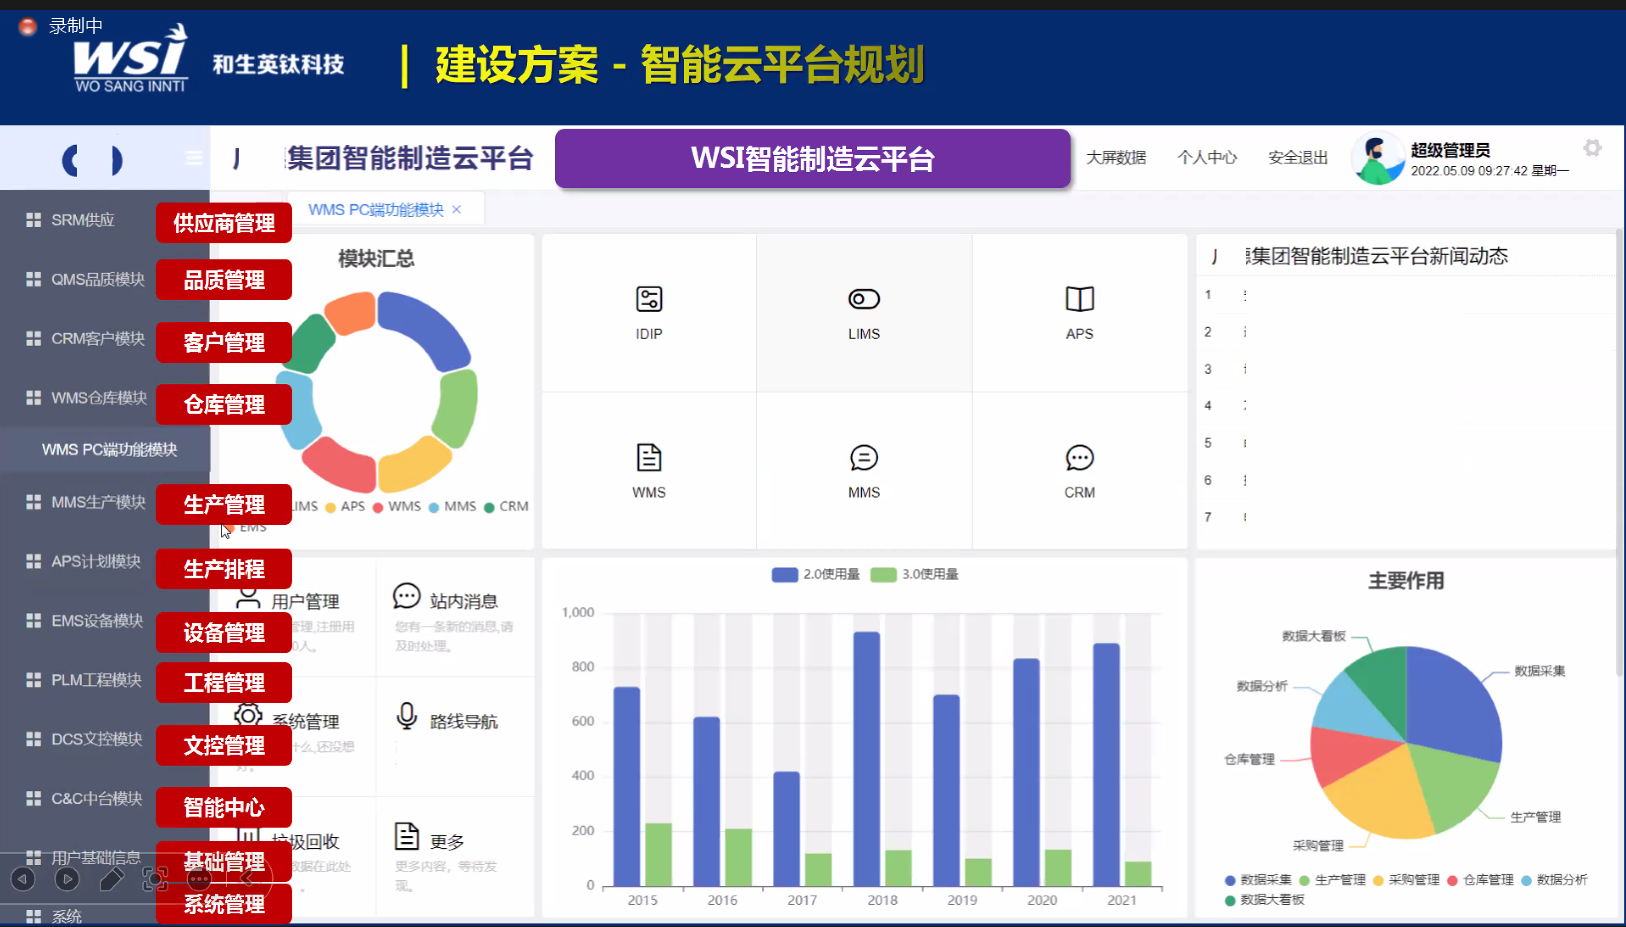 录制中
WSI
WO SANG INNTI
和生英钛科技
建设方案 - 智能云平台规划
集团智能制造云平台
WSI智能制造云平台
大屏数据
个人中心
安全退出
超级管理员
2022.05.09 09:27:42 星期一
WMS PC端功能模块 ×
SRM供应
供应商管理
QMS品质模块
品质管理
CRM客户模块
客户管理
WMS仓库模块
仓库管理
WMS PC端功能模块
MMS生产模块
生产管理
APS计划模块
生产排程
EMS设备模块
设备管理
PLM工程模块
工程管理
DCS文控模块
文控管理
C&C中台模块
智能中心
用户基础信息
基础管理
系统
系统管理
模块汇总
LIMS APS WMS MMS CRM
EMS
IDIP
LIMS
APS
WMS
MMS
CRM
集团智能制造云平台新闻动态
1
2
3
4
5
6
7
用户管理
管理,注册用
0人。
站内消息
您有一条新的消息,请
及时处理。
系统管理
什么,还没想
好。
路线导航
垃圾回收
数据在此处
。
更多
更多内容，等待发
现。
2.0使用量 3.0使用量
1,000
800
600
400
200
0
2015 2016 2017 2018 2019 2020 2021
主要作用
数据大看板
数据采集
数据分析
仓库管理
生产管理
采购管理
数据采集 生产管理 采购管理 仓库管理 数据分析
数据大看板